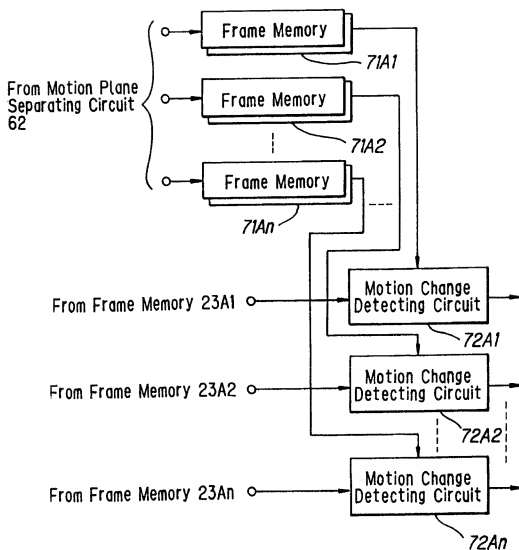 Frame Memory
71A1
From Motion Plane
Separating Circuit
62
Frame Memory
71A2
Frame Memory
71An
Motion Change
Detecting Circuit
From Frame Memory 23A1
72A1
Motion Change
Detecting Circuit
From Frame Memory 23A2
72A2
Motion Change
Detecting Circuit
From Frame Memory 23An
72An